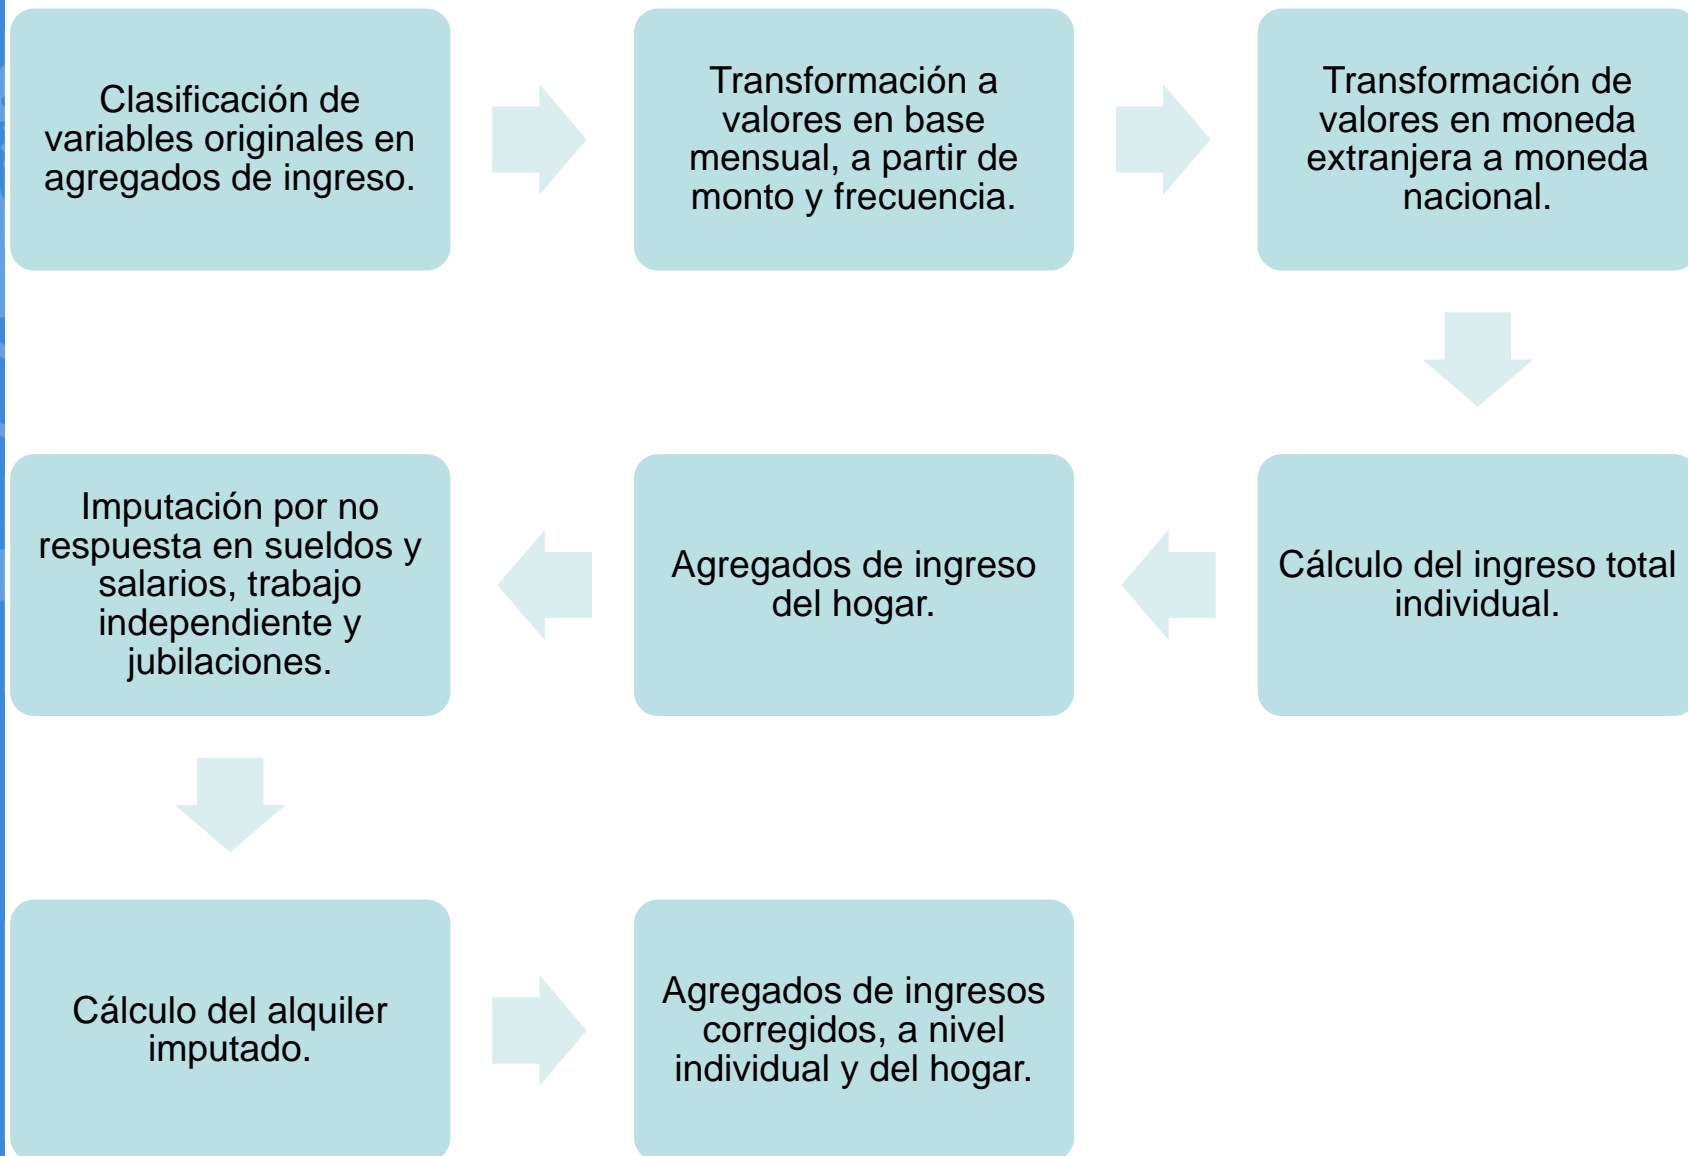 Clasificación de
variables originales en
agregados de ingreso.
Transformación a
valores en base
mensual, a partir de
monto y frecuencia.
Transformación de
valores en moneda
extranjera a moneda
nacional.
Cálculo del ingreso total
individual.
Agregados de ingreso
del hogar.
Imputación por no
respuesta en sueldos y
salarios, trabajo
independiente y
jubilaciones.
Cálculo del alquiler
imputado.
Agregados de ingresos
corregidos, a nivel
individual y del hogar.